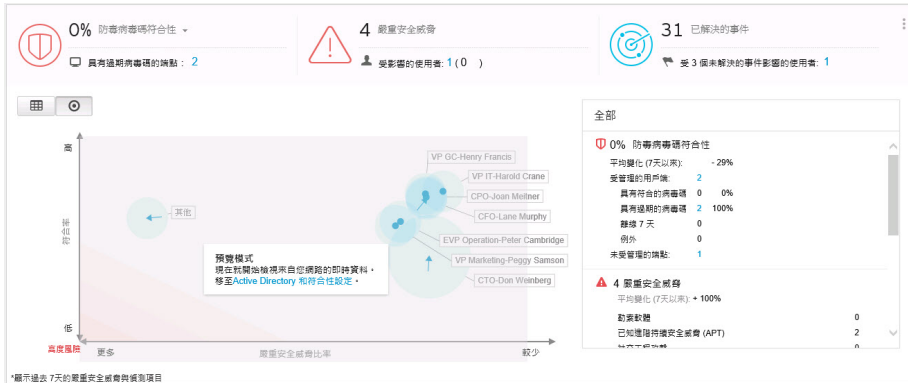 0% 防毒病毒碼符合性
具有過期病毒碼的端點： 2
4 嚴重安全威脅
受影響的使用者: 1 ( 0 )
31 已解決的事件
受 3 個未解決的事件影響的使用者: 1
高
符合率
低
高度風險
更多
嚴重安全威脅比率
較少
其他
VP GC-Henry Francis
VP IT-Harold Crane
CPO-Joan Meitner
CFO-Lane Murphy
EVP Operation-Peter Cambridge
VP Marketing-Peggy Samson
CTO-Don Weinberg
預覽模式
現在就開始檢視來自您網路的即時資料，
移至Active Directory 和符合性設定。
全部
0% 防毒病毒碼符合性
平均變化 (7天以來): - 29%
受管理的用戶端: 2
具有符合的病毒碼 0 0%
具有過期的病毒碼 2 100%
離線 7 天 0
例外 0
未受管理的端點: 1
4 嚴重安全威脅
平均變化 (7天以來): + 100%
勒索軟體 0
已知進階持續安全威脅 (APT) 2
*顯示過去 7天的嚴重安全威脅與偵測項目